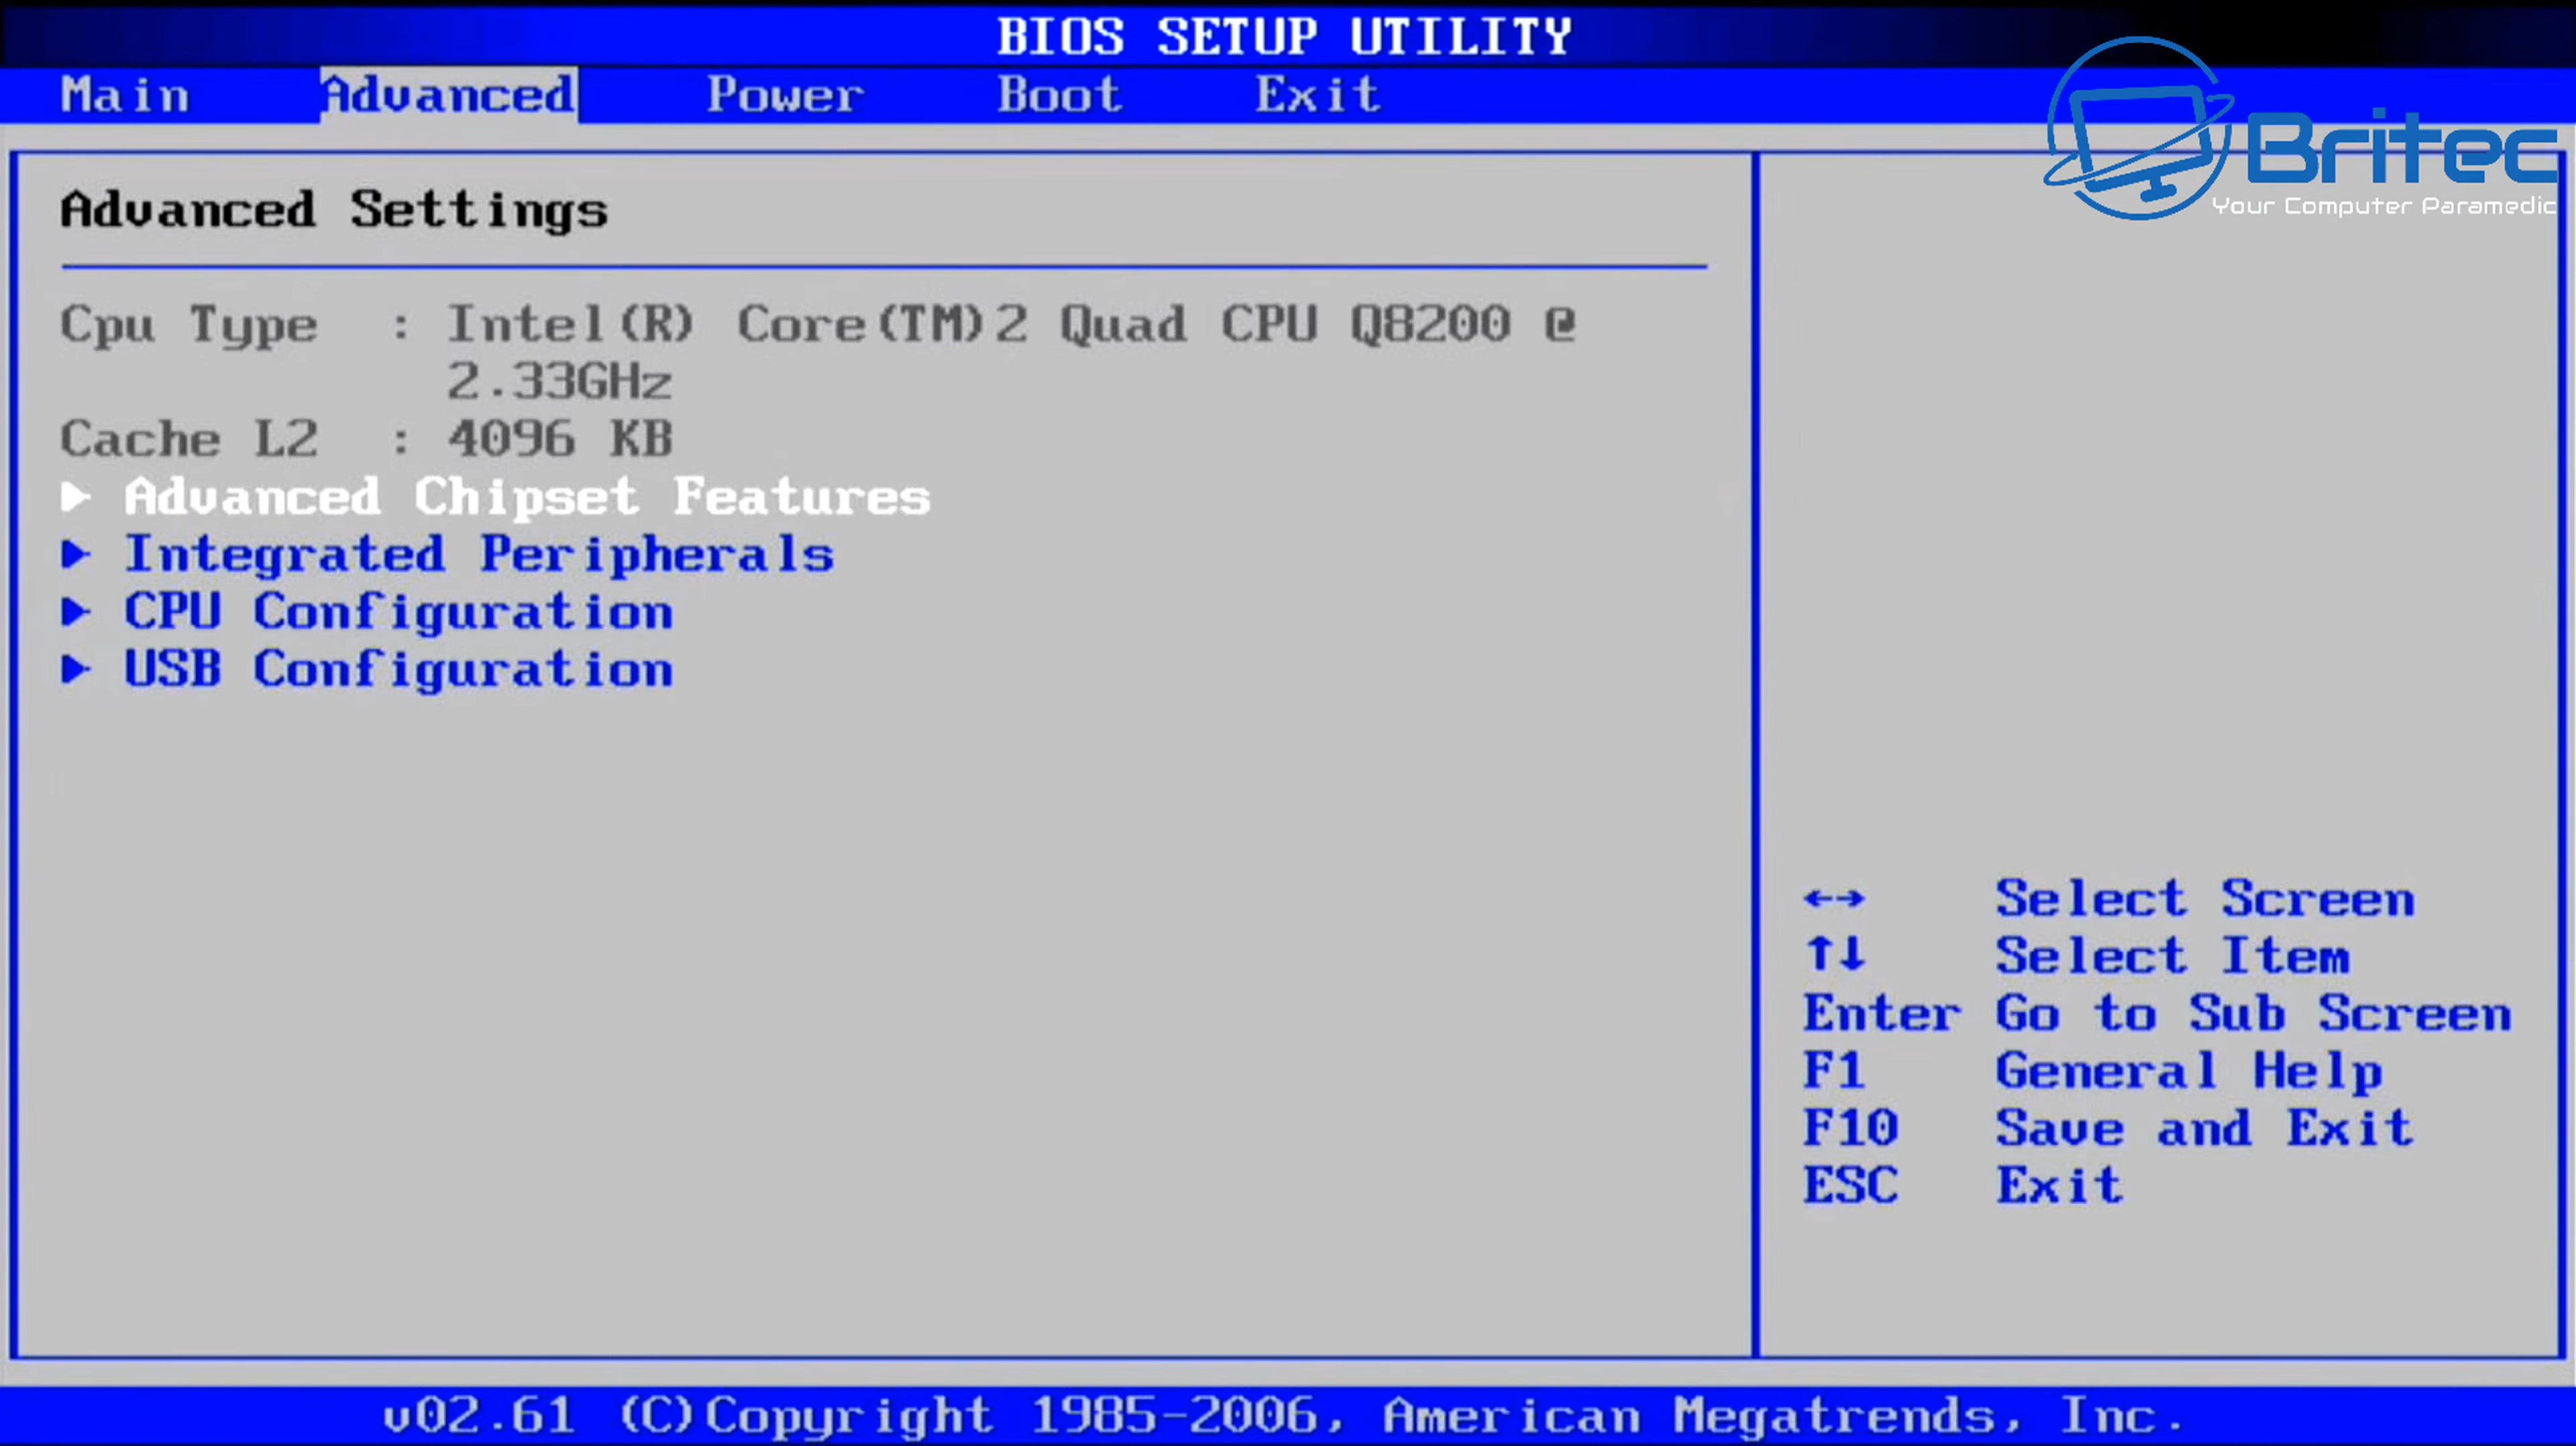 BIOS SETUP UTILITY
Main Advanced Power Boot Exit
Britec
Your Computer Paramedic
Advanced Settings
Cpu Type : Intel(R) Core(TM)2 Quad CPU Q8200 @
2.33GHz
Cache L2 : 4096 KB
► Advanced Chipset Features
► Integrated Peripherals
► CPU Configuration
► USB Configuration
←→ Select Screen
↑↓ Select Item
Enter Go to Sub Screen
F1 General Help
F10 Save and Exit
ESC Exit
v02.61 (C)Copyright 1985-2006, American Megatrends, Inc.